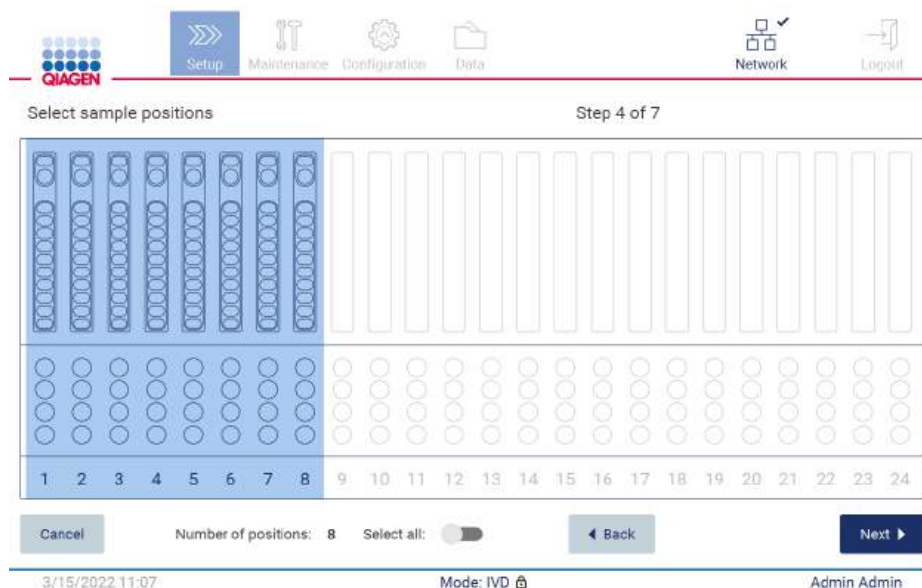 Setup Maintenance Configuration Data Network Logout
QIAGEN
Select sample positions Step 4 of 7
1 2 3 4 5 6 7 8 9 10 11 12 13 14 15 16 17 18 19 20 21 22 23 24
Cancel Number of positions: 8 Select all: Back Next
3/15/2022 11:07 Mode: IVD Admin Admin